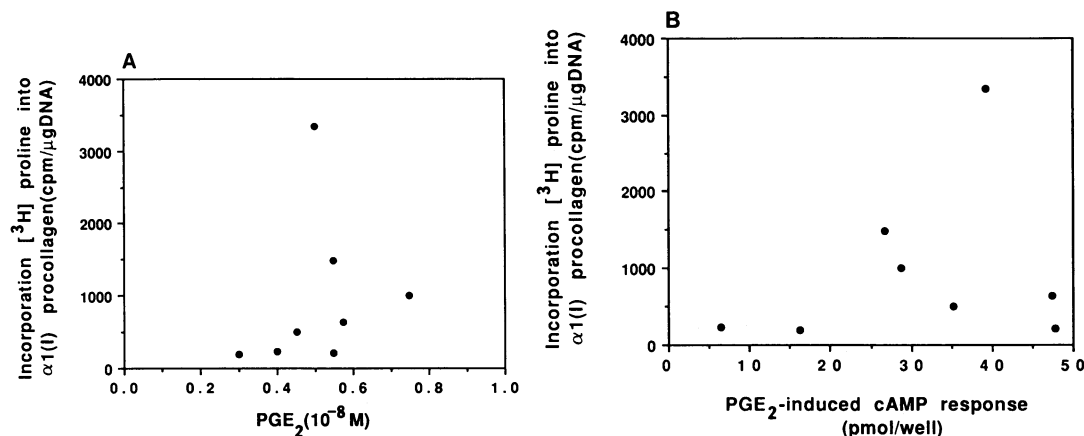 A
Incorporation [³H] proline into
α1(I) procollagen(cpm/μgDNA)
4000
3000
2000
1000
0
0.0 0.2 0.4 0.6 0.8 1.0
PGE₂(10⁻⁸M)
B
Incorporation [³H] proline into
α1(I) procollagen(cpm/μgDNA)
4000
3000
2000
1000
0
0 10 20 30 40 50
PGE₂-induced cAMP response
(pmol/well)